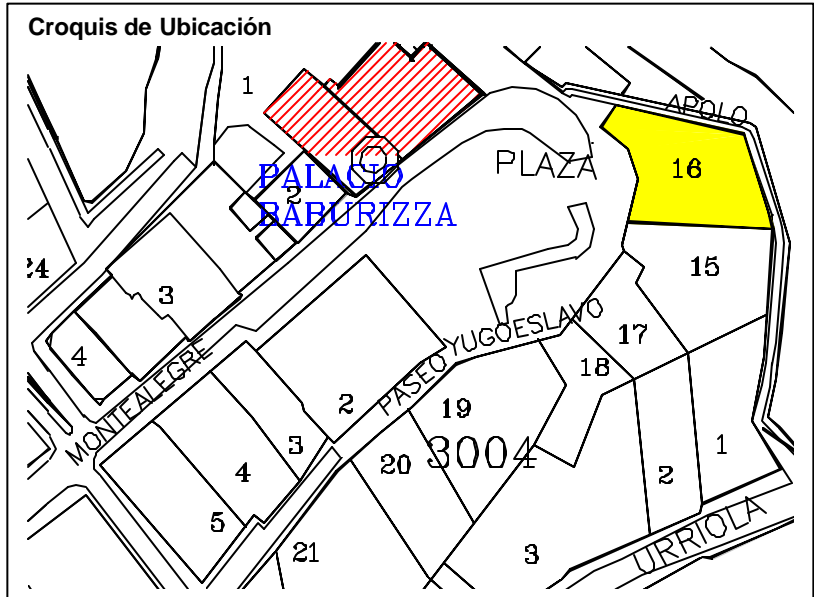 Croquis de Ubicación
1
APOLO
PLAZA
16
PALACIO
2
BABURIZZA
24
15
3
17
4
MONTEALEGRE
PASEO YUGOESLAVO
18
2
19
3
3004
4
20
2
1
5
URRIOLA
21
3